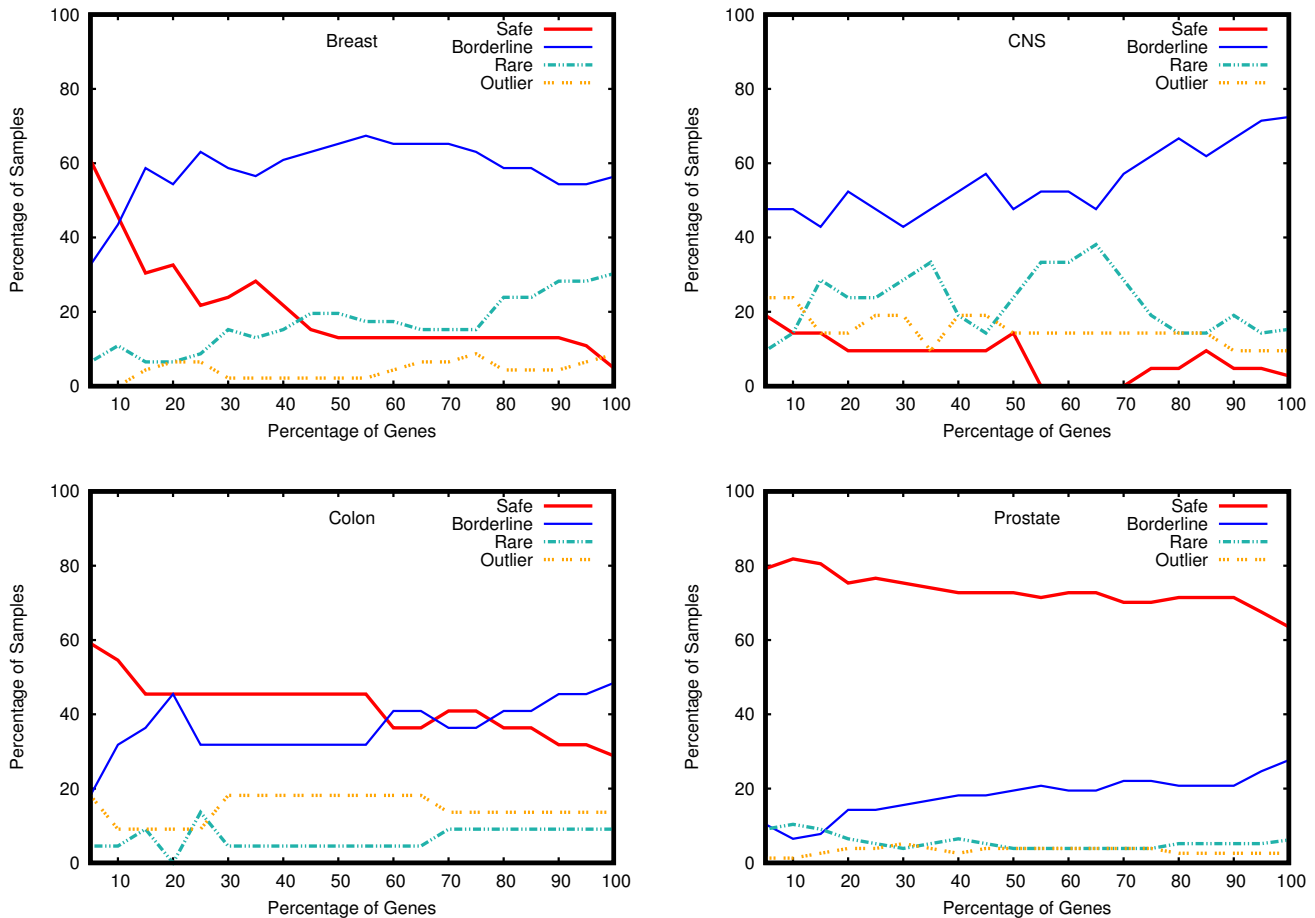 100
80
60
40
20
0
Percentage of Samples
Breast
Safe
Borderline
Rare
Outlier
10 20 30 40 50 60 70 80 90 100
Percentage of Genes
100
80
60
40
20
0
Percentage of Samples
CNS
Safe
Borderline
Rare
Outlier
10 20 30 40 50 60 70 80 90 100
Percentage of Genes
100
80
60
40
20
0
Percentage of Samples
Colon
Safe
Borderline
Rare
Outlier
10 20 30 40 50 60 70 80 90 100
Percentage of Genes
100
80
60
40
20
0
Percentage of Samples
Prostate
Safe
Borderline
Rare
Outlier
10 20 30 40 50 60 70 80 90 100
Percentage of Genes